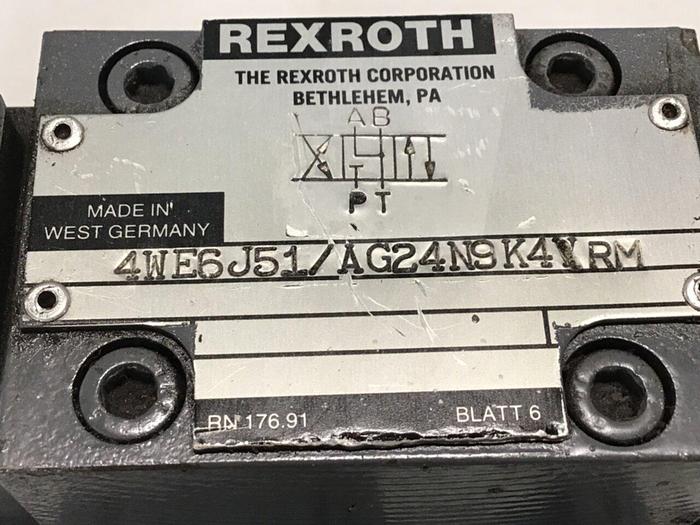 REXROTH
THE REXROTH CORPORATION
BETHLEHEM, PA
AB
PT
MADE IN
WEST GERMANY
4WE6J51/AG24N9K4 RM
RN 176.91
BLATT 6